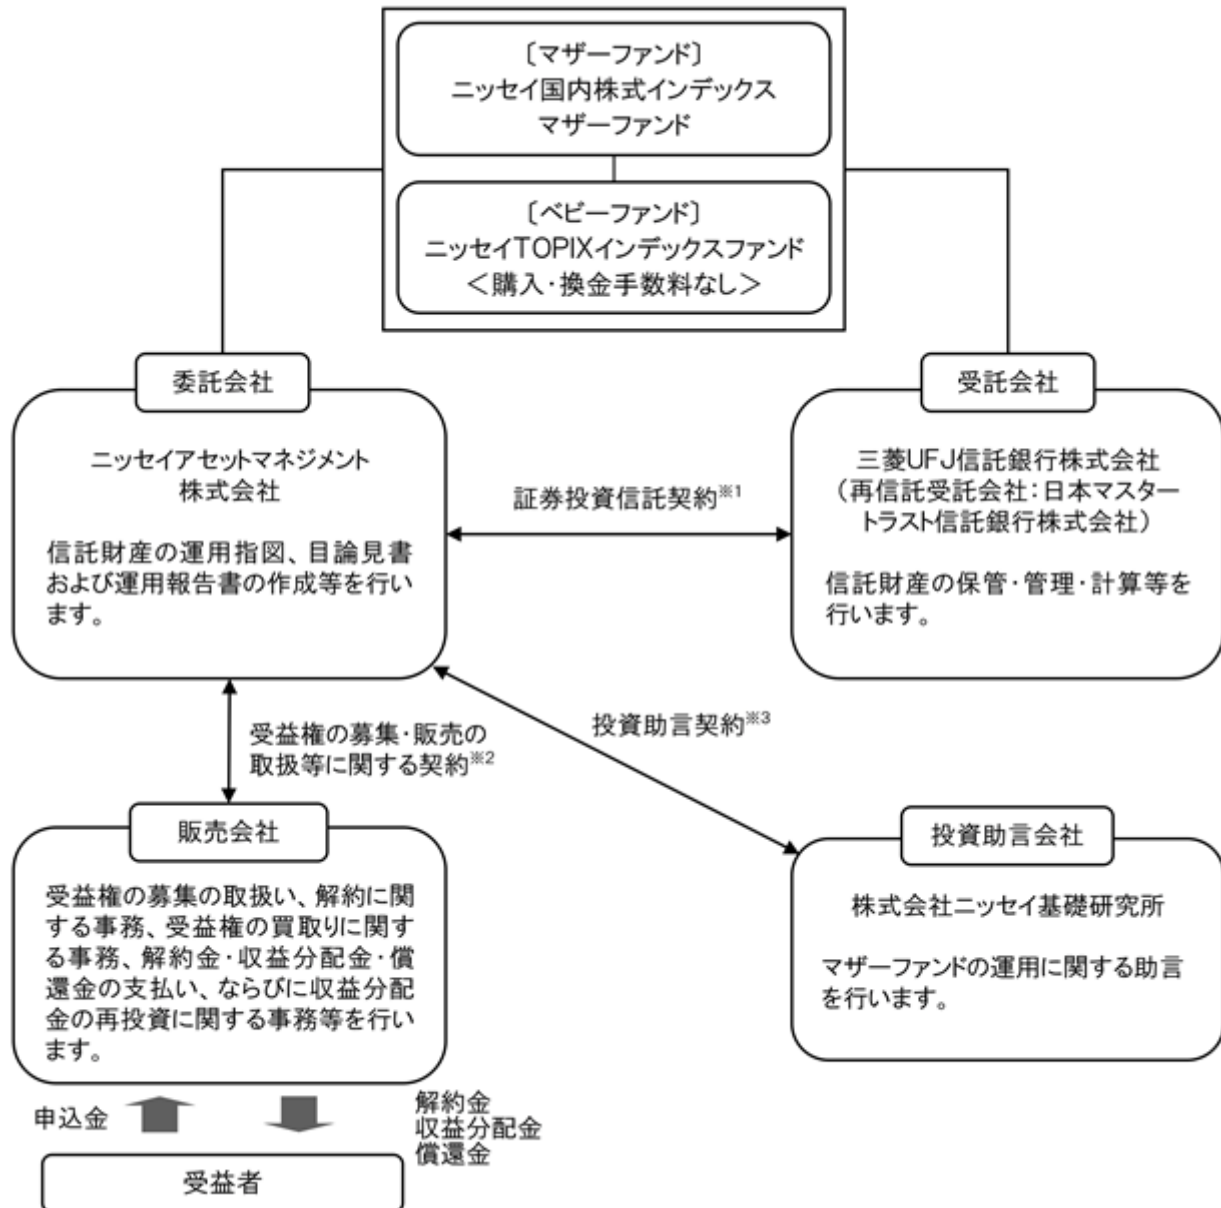 〔マザーファンド〕
ニッセイ国内株式インデックス
マザーファンド
〔ベビーファンド〕
ニッセイTOPIXインデックスファンド
＜購入・換金手数料なし＞
委託会社
ニッセイアセットマネジメント
株式会社
信託財産の運用指図、目論見書
および運用報告書の作成等を行い
ます。
証券投資信託契約※1
受託会社
三菱UFJ信託銀行株式会社
（再信託受託会社：日本マスター
トラスト信託銀行株式会社）
信託財産の保管・管理・計算等を
行います。
受益権の募集・販売の
取扱等に関する契約※2
投資助言契約※3
販売会社
受益権の募集の取扱い、解約に関
する事務、受益権の買取りに関す
る事務、解約金・収益分配金・償
還金の支払い、ならびに収益分配
金の再投資に関する事務等を行い
ます。
投資助言会社
株式会社ニッセイ基礎研究所
マザーファンドの運用に関する助言
を行います。
申込金
解約金
収益分配金
償還金
受益者